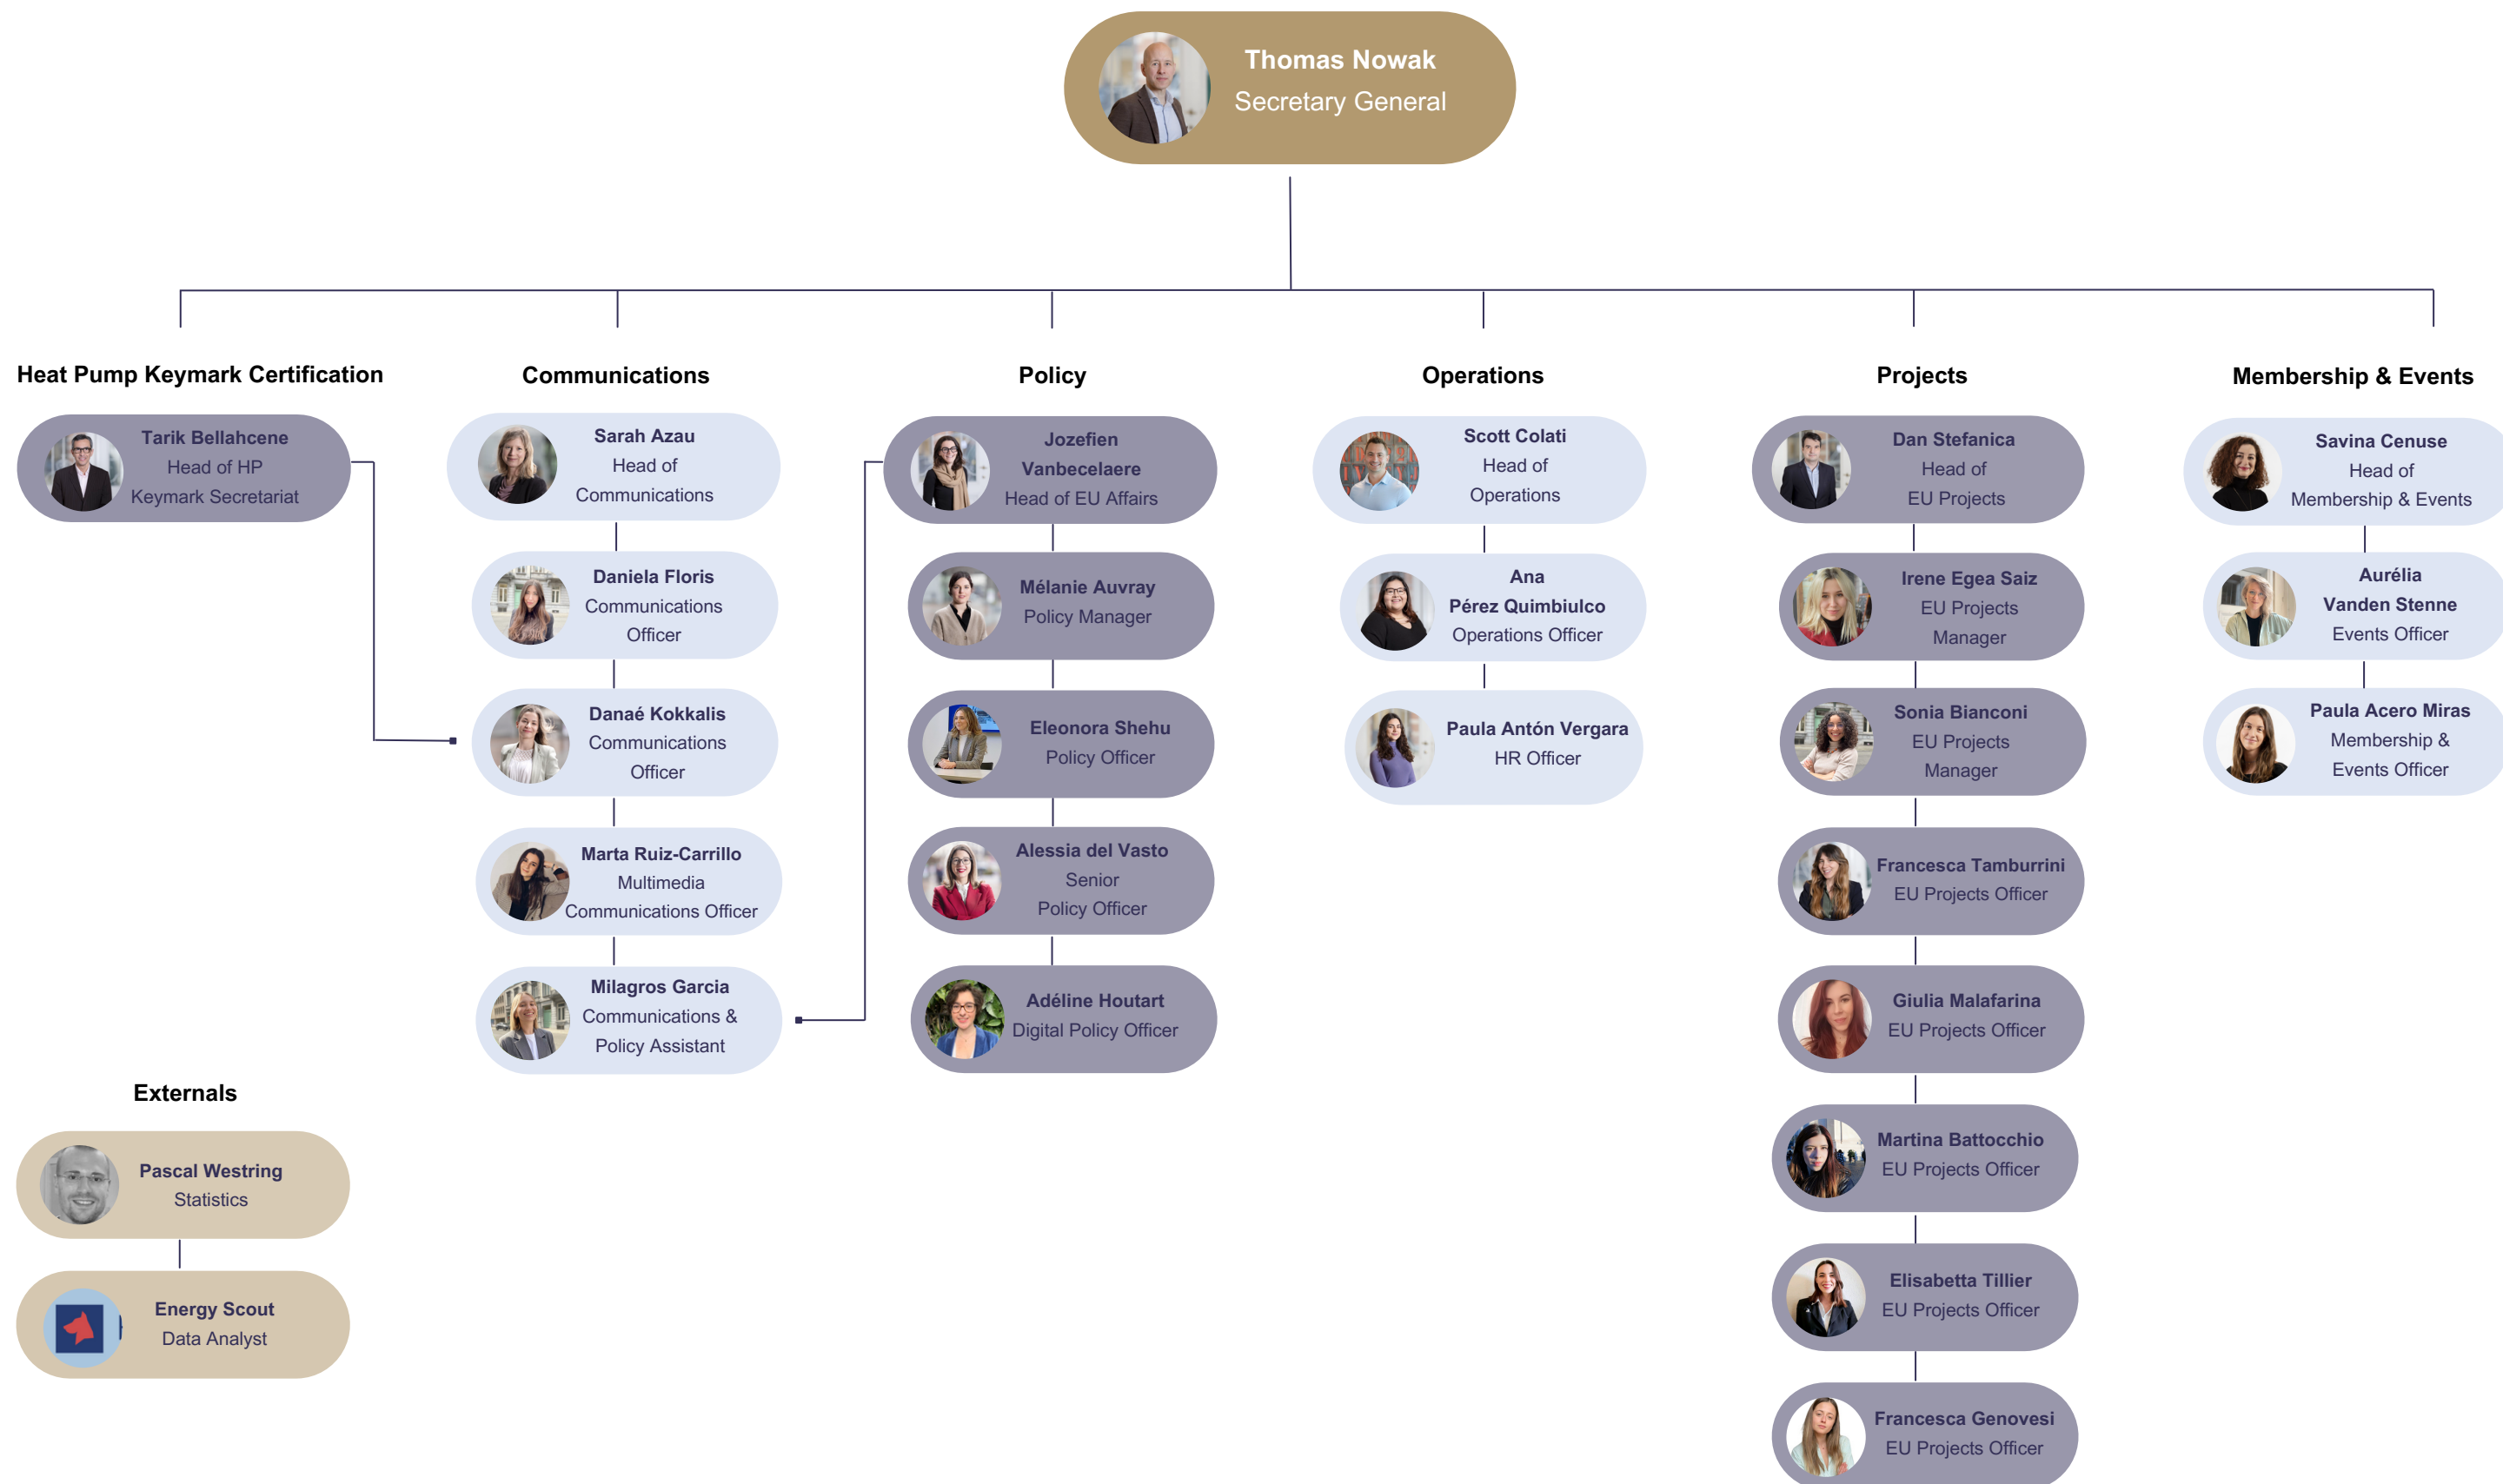 Thomas Nowak
Secretary General
Heat Pump Keymark Certification
Tarik Bellahcene
Head of HP
Keymark Secretariat
Communications
Sarah Azau
Head of
Communications
Daniela Floris
Communications
Officer
Danaé Kokkalis
Communications
Officer
Marta Ruiz-Carrillo
Multimedia
Communications Officer
Milagros Garcia
Communications &
Policy Assistant
Policy
Jozefien
Vanbecelaere
Head of EU Affairs
Mélanie Auvray
Policy Manager
Eleonora Shehu
Policy Officer
Alessia del Vasto
Senior
Policy Officer
Adéline Houtart
Digital Policy Officer
Operations
Scott Colati
Head of
Operations
Ana
Pérez Quimbiulco
Operations Officer
Paula Antón Vergara
HR Officer
Projects
Dan Stefanica
Head of
EU Projects
Irene Egea Saiz
EU Projects
Manager
Sonia Bianconi
EU Projects
Manager
Francesca Tamburrini
EU Projects Officer
Giulia Malafarina
EU Projects Officer
Martina Battocchio
EU Projects Officer
Elisabetta Tillier
EU Projects Officer
Francesca Genovesi
EU Projects Officer
Membership & Events
Savina Cenuse
Head of
Membership & Events
Aurélia
Vanden Stenne
Events Officer
Paula Acero Miras
Membership &
Events Officer
Externals
Pascal Westring
Statistics
Energy Scout
Data Analyst